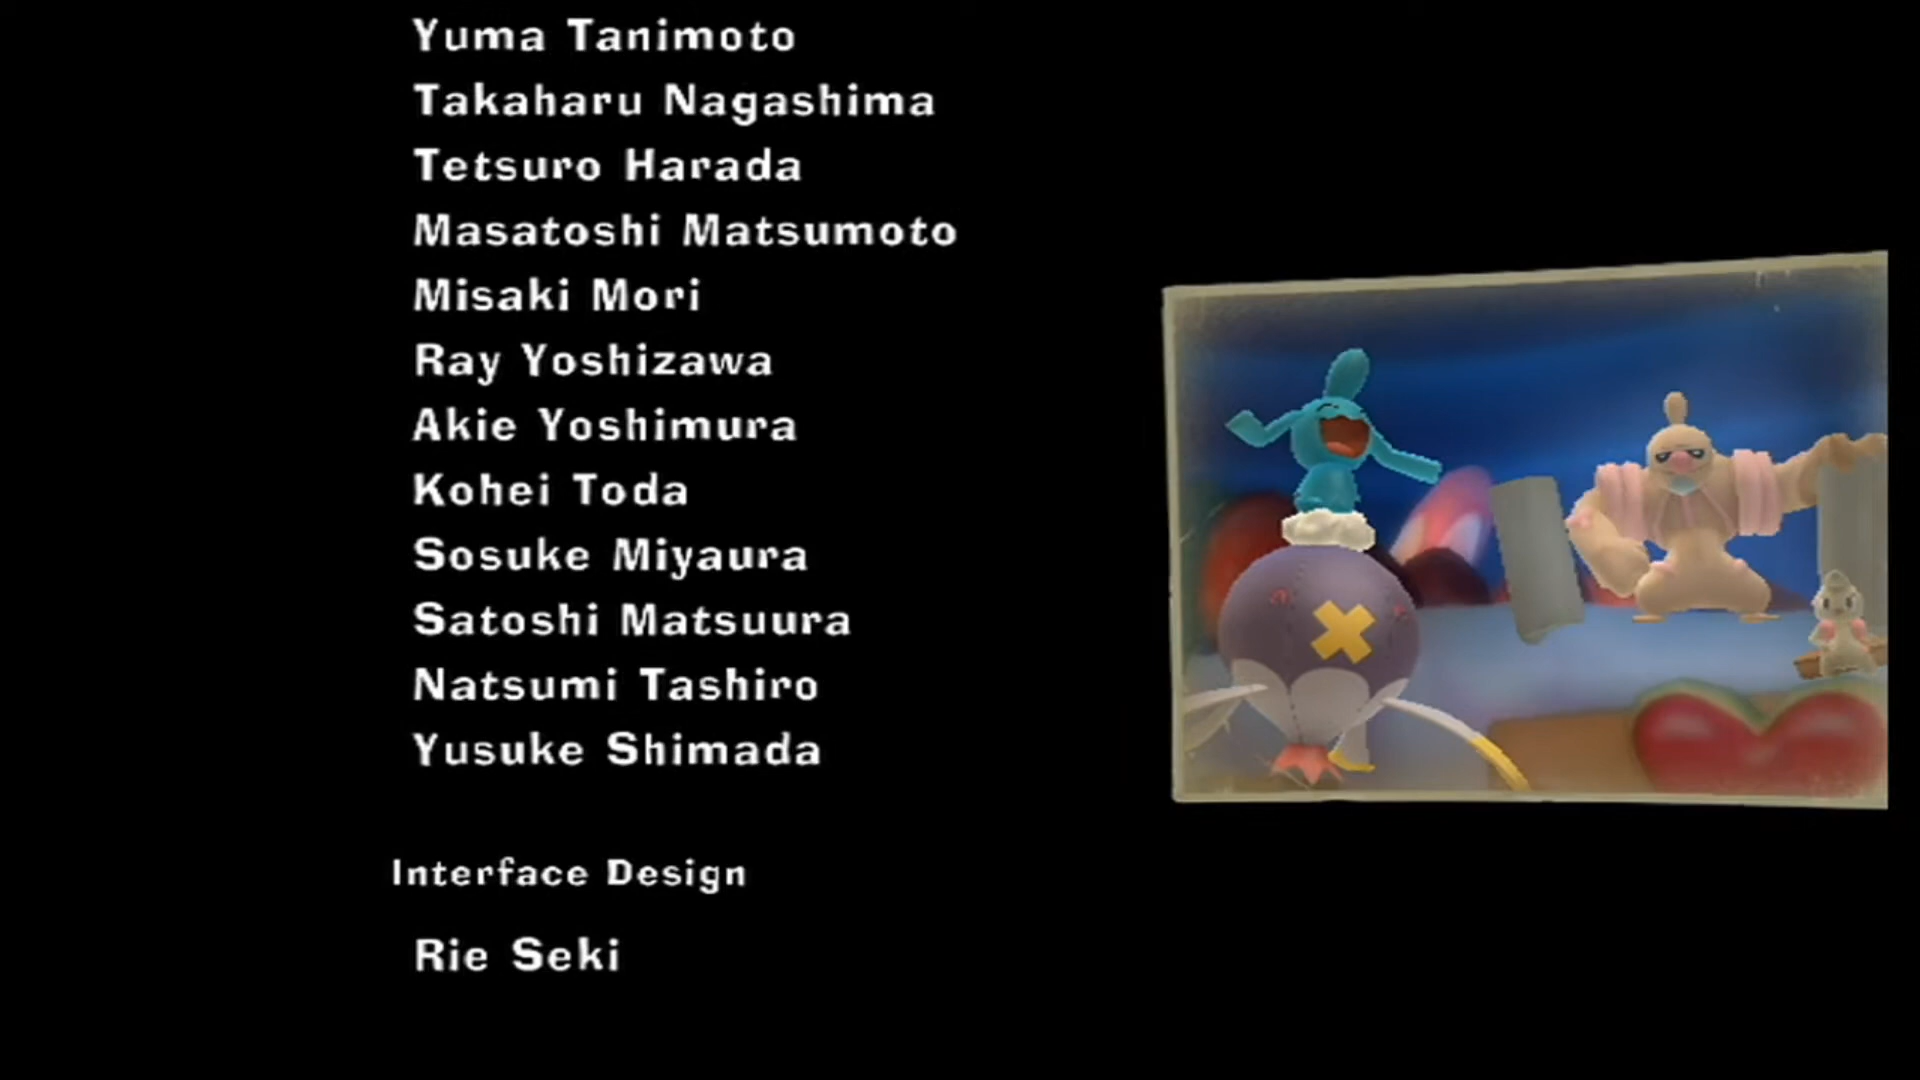 Yuma Tanimoto
Takaharu Nagashima
Tetsuro Harada
Masatoshi Matsumoto
Misaki Mori
Ray Yoshizawa
Akie Yoshimura
Kohei Toda
Sosuke Miyaura
Satoshi Matsuura
Natsumi Tashiro
Yusuke Shimada
Interface Design
Rie Seki